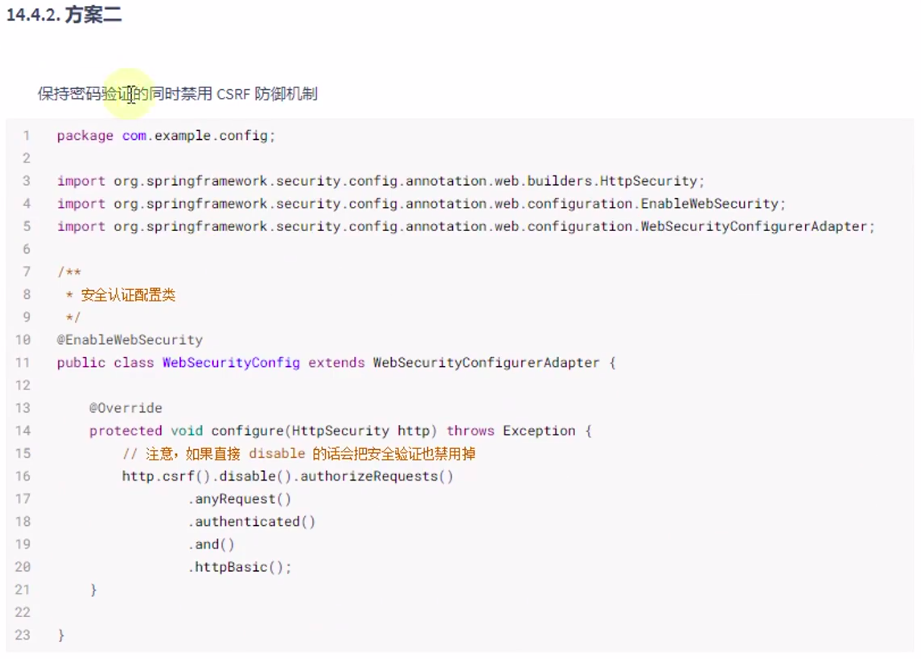 14.4.2. 方案二
保持密码验证的同时禁用 CSRF 防御机制
1 package com.example.config;
2
3 import org.springframework.security.config.annotation.web.builders.HttpSecurity;
4 import org.springframework.security.config.annotation.web.configuration.EnableWebSecurity;
5 import org.springframework.security.config.annotation.web.configuration.WebSecurityConfigurerAdapter;
6
7 /**
8  * 安全认证配置类
9  */
10 @EnableWebSecurity
11 public class WebSecurityConfig extends WebSecurityConfigurerAdapter {
12
13     @Override
14     protected void configure(HttpSecurity http) throws Exception {
15         // 注意，如果直接 disable 的话会把安全验证也禁用掉
16         http.csrf().disable().authorizeRequests()
17                 .anyRequest()
18                 .authenticated()
19                 .and()
20                 .httpBasic();
21     }
22
23 }